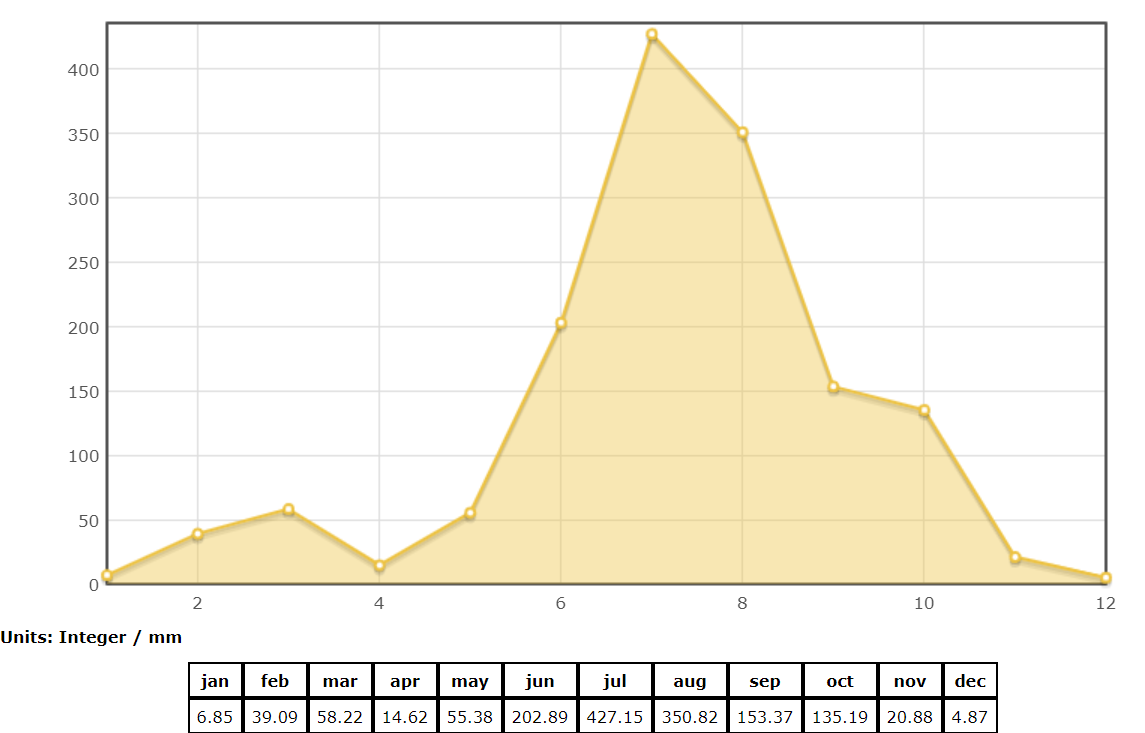 400
350
300
250
200
150
100
50
0
2 4 6 8 10 12
Units: Integer / mm
jan feb mar apr may jun jul aug sep oct nov dec
6.85 39.09 58.22 14.62 55.38 202.89 427.15 350.82 153.37 135.19 20.88 4.87